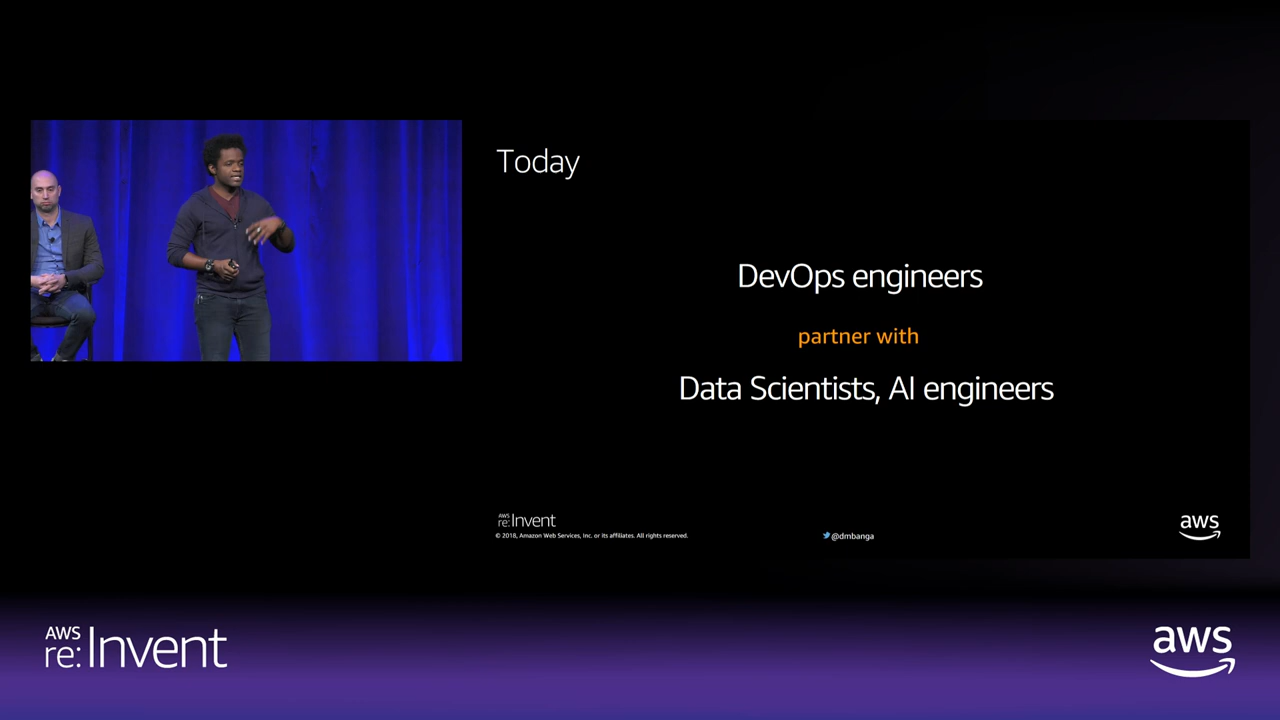 Today
DevOps engineers
partner with
Data Scientists, AI engineers
AWS
re:Invent
© 2018, Amazon Web Services, Inc. or its affiliates. All rights reserved.
@dmbanga
aws
AWS
re:Invent
aws